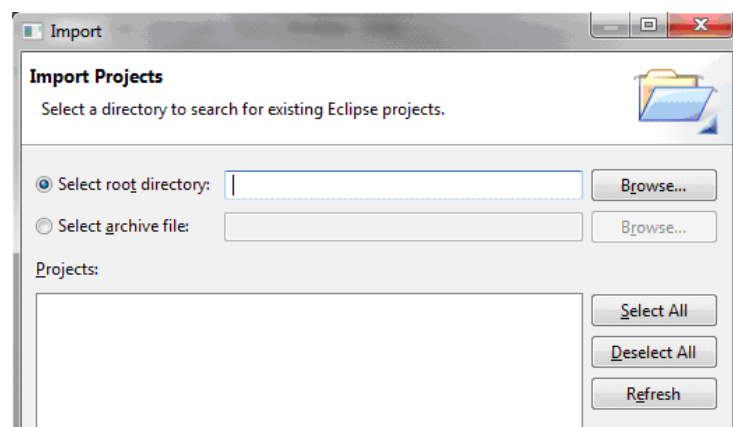 Import
Import Projects
Select a directory to search for existing Eclipse projects.
Select root directory:
Browse...
Select archive file:
Browse...
Projects:
Select All
Deselect All
Refresh